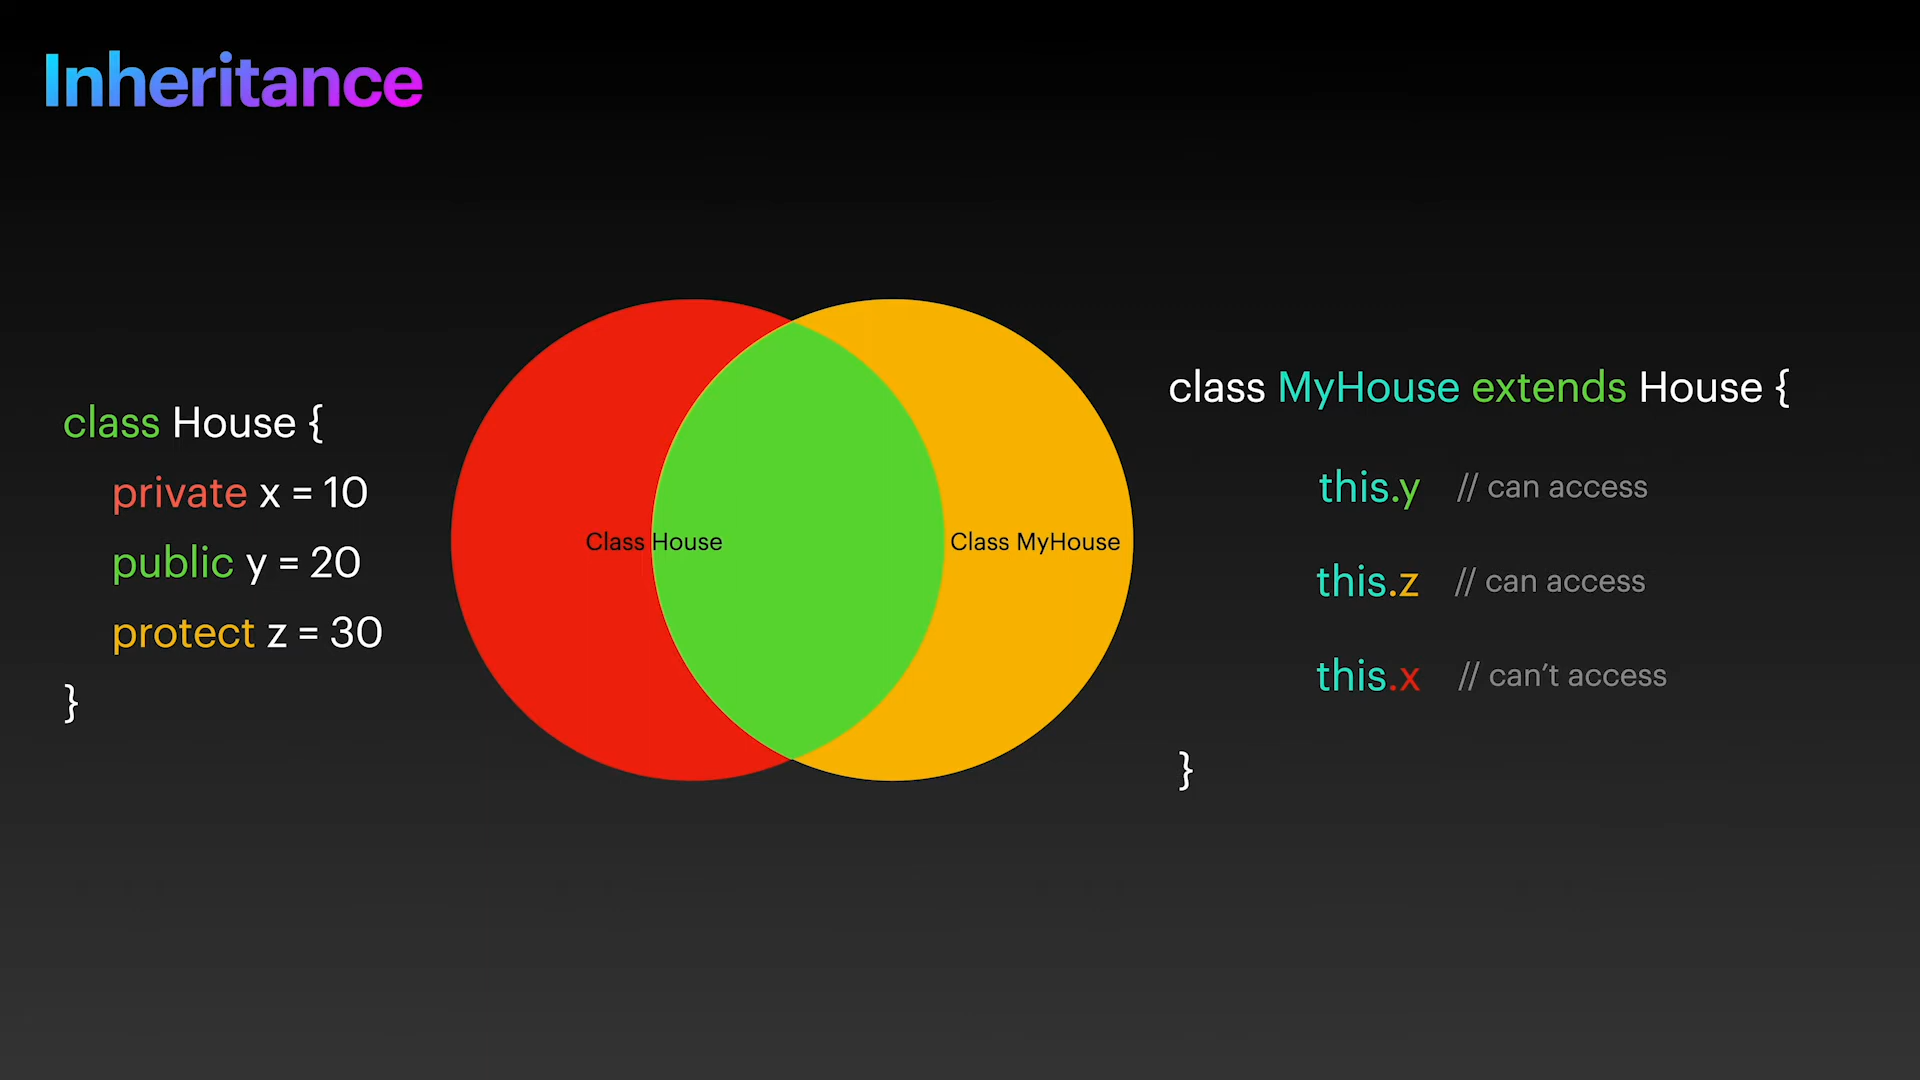 Inheritance
class House {
private x = 10
public y = 20
protect z = 30
}
Class House
Class MyHouse
class MyHouse extends House {
this.y // can access
this.z // can access
this.x // can’t access
}